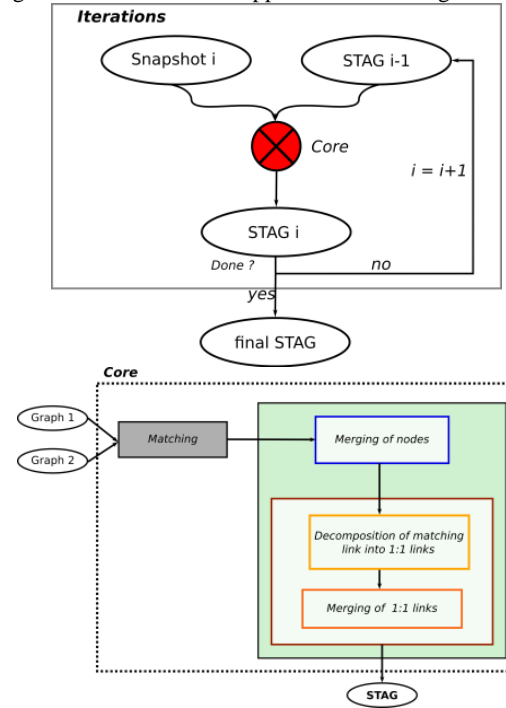 Iterations
Snapshot i
STAG i-1
Core
i = i+1
STAG i
Done ?
no
yes
final STAG
Core
Graph 1
Graph 2
Matching
Merging of nodes
Decomposition of matching
link into 1:1 links
Merging of 1:1 links
STAG